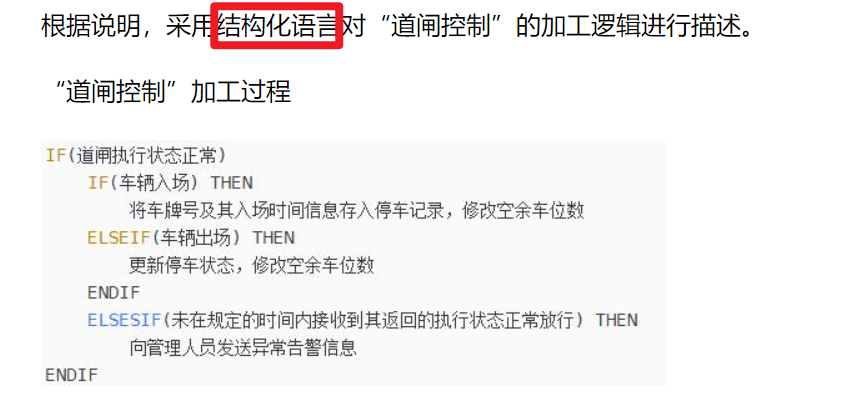 根据说明，采用结构化语言对“道闸控制”的加工逻辑进行描述。
“道闸控制”加工过程
IF(道闸执行状态正常)
IF(车辆入场) THEN
将车牌号及其入场时间信息存入停车记录，修改空余车位数
ELSEIF(车辆出场) THEN
更新停车状态，修改空余车位数
ENDIF
ELSESIF(未在规定的时间内接收到其返回的执行状态正常放行) THEN
向管理人员发送异常告警信息
ENDIF